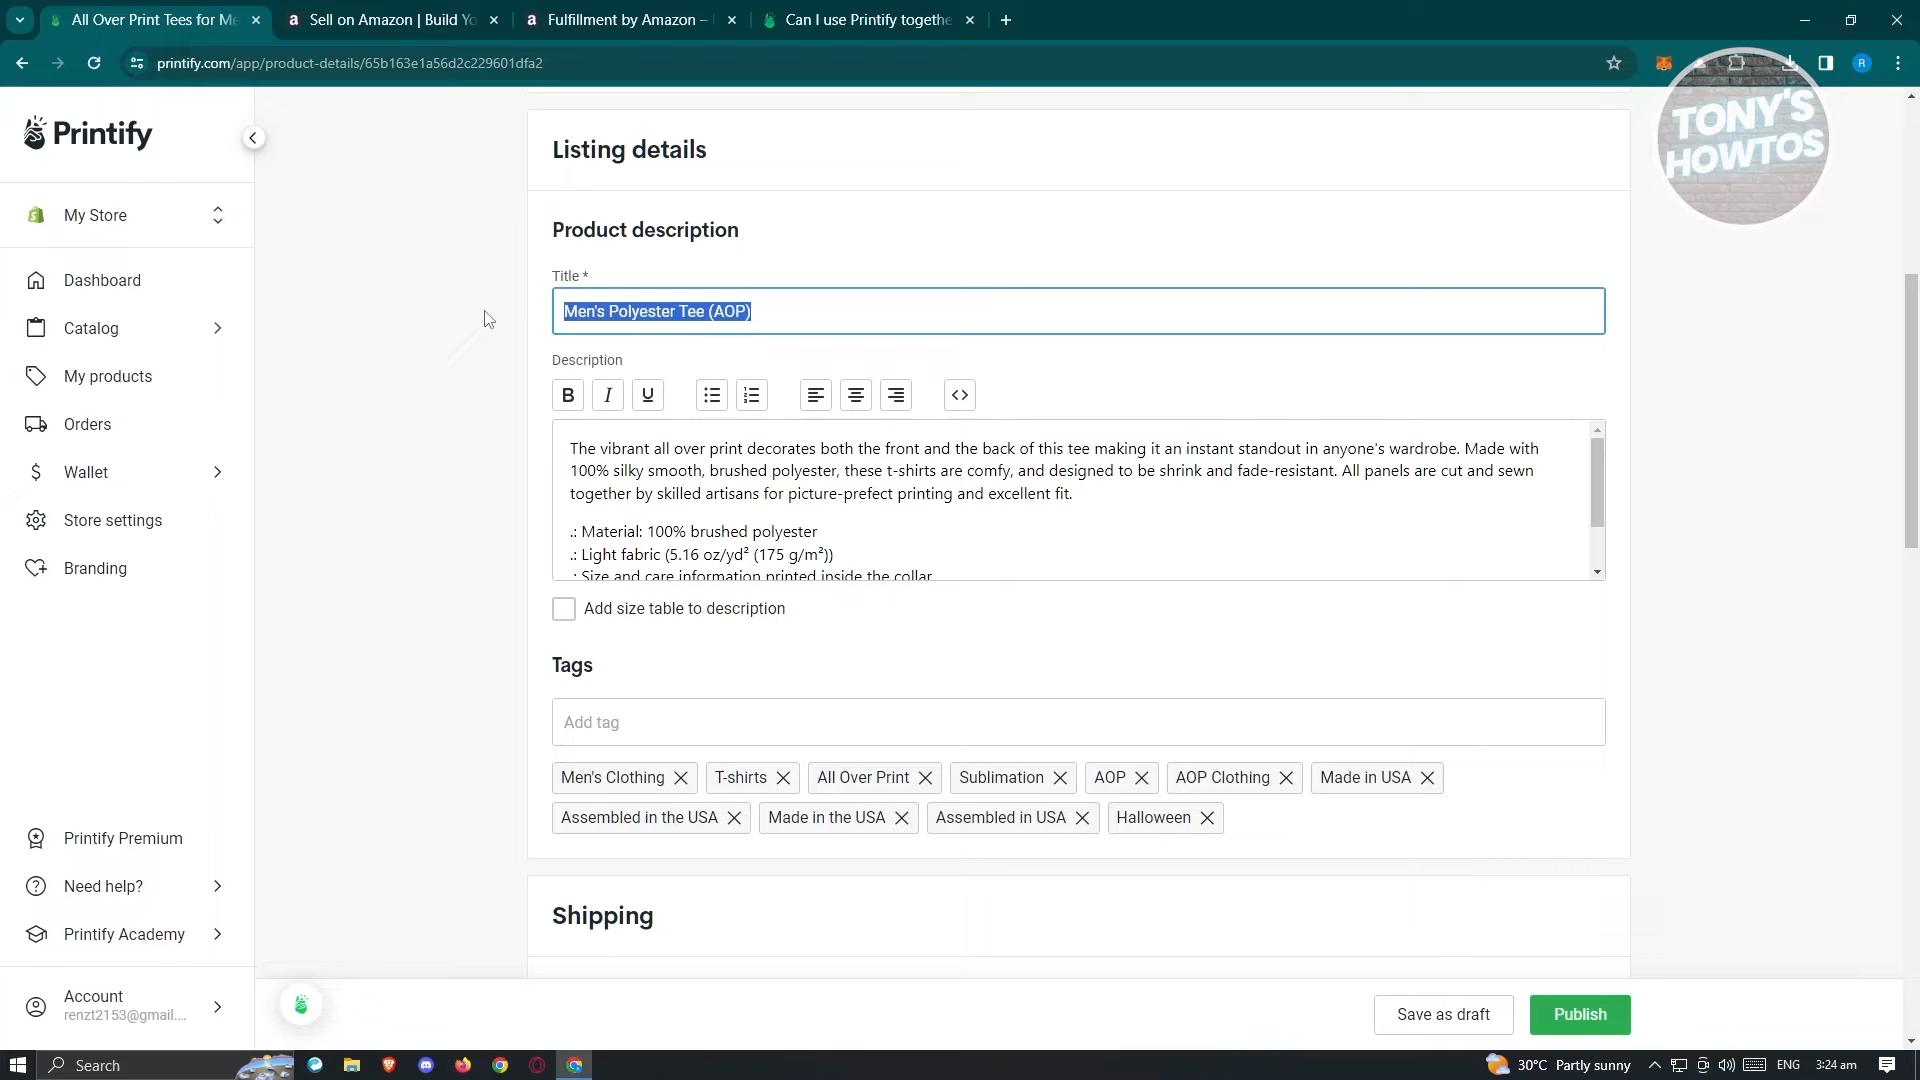 All Over Print Tees for Me
Sell on Amazon | Build Yo
Fulfillment by Amazon –
Can I use Printify togethe
printify.com/app/product-details/65b163e1a56d2c229601dfa2
R
TONY'S
HOWTOS
Printify
My Store
Dashboard
Catalog
My products
Orders
Wallet
Store settings
Branding
Printify Premium
Need help?
Printify Academy
Account
renzt2153@gmail....
Listing details
Product description
Title *
Men's Polyester Tee (AOP)
Description
B I U
The vibrant all over print decorates both the front and the back of this tee making it an instant standout in anyone's wardrobe. Made with
100% silky smooth, brushed polyester, these t-shirts are comfy, and designed to be shrink and fade-resistant. All panels are cut and sewn
together by skilled artisans for picture-prefect printing and excellent fit.
.: Material: 100% brushed polyester
.: Light fabric (5.16 oz/yd² (175 g/m²))
.: Size and care information printed inside the collar
Add size table to description
Tags
Add tag
Men's Clothing
T-shirts
All Over Print
Sublimation
AOP
AOP Clothing
Made in USA
Assembled in the USA
Made in the USA
Assembled in USA
Halloween
Shipping
Save as draft
Publish
Search
30°C Partly sunny
ENG
3:24 am